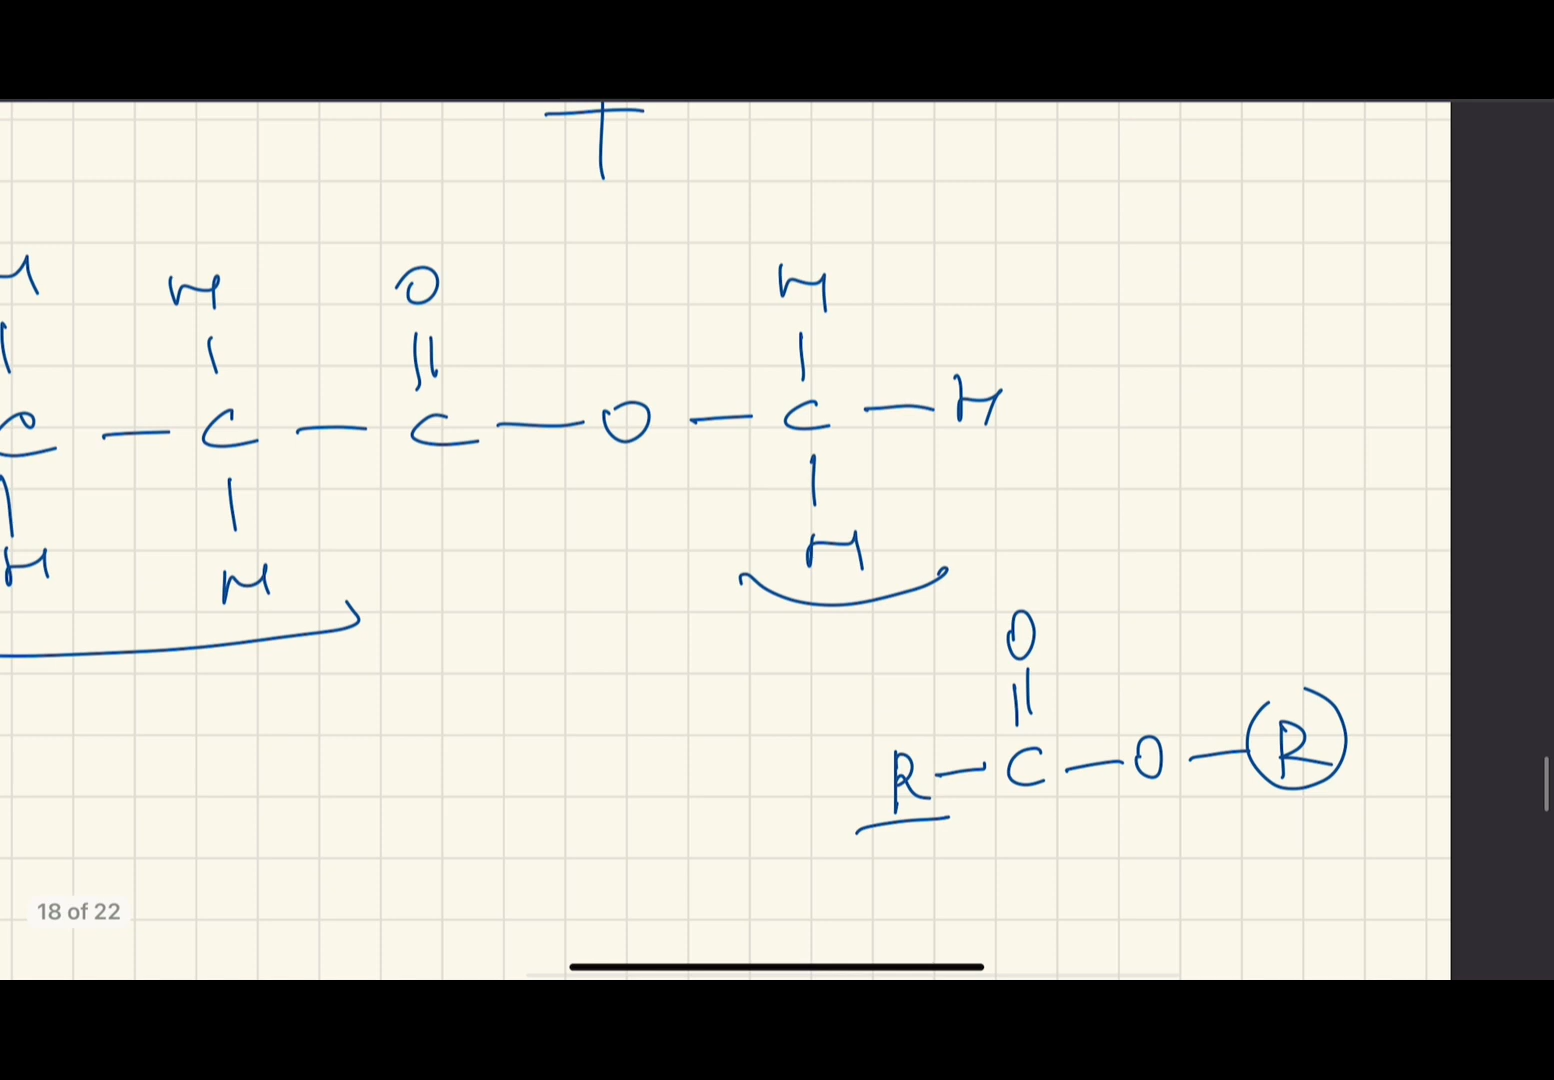 H H O H
C — C — C — O — C — H
H H H
O
R — C — O — R
18 of 22